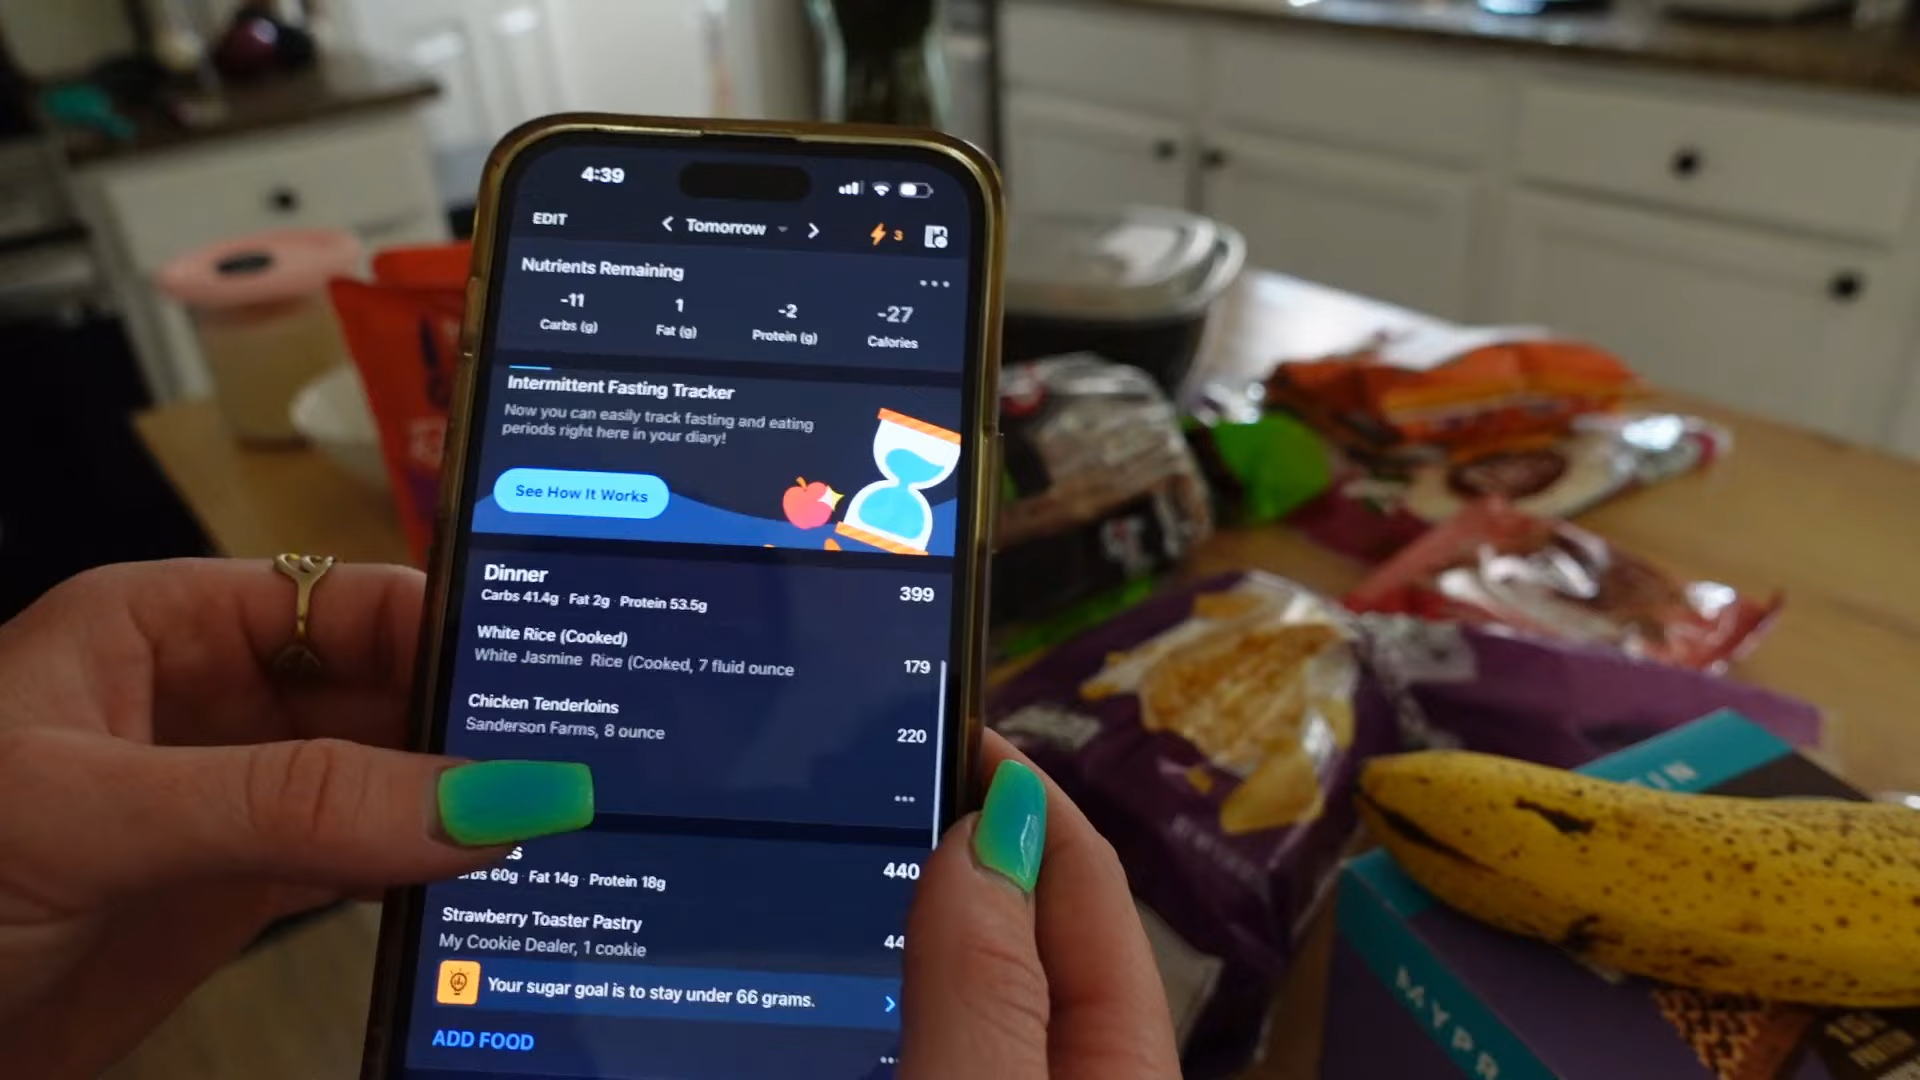 4:39
EDIT
Tomorrow
3
Nutrients Remaining
-11 1 -2 -27
Carbs (g) Fat (g) Protein (g) Calories
Intermittent Fasting Tracker
Now you can easily track fasting and eating
periods right here in your diary!
See How It Works
Dinner 399
Carbs 41.4g · Fat 2g · Protein 53.5g
White Rice (Cooked)
White Jasmine Rice (Cooked, 7 fluid ounce 179
Chicken Tenderloins
Sanderson Farms, 8 ounce 220
440
60g · Fat 14g · Protein 18g
Strawberry Toaster Pastry
My Cookie Dealer, 1 cookie
Your sugar goal is to stay under 66 grams.
ADD FOOD
MYPR